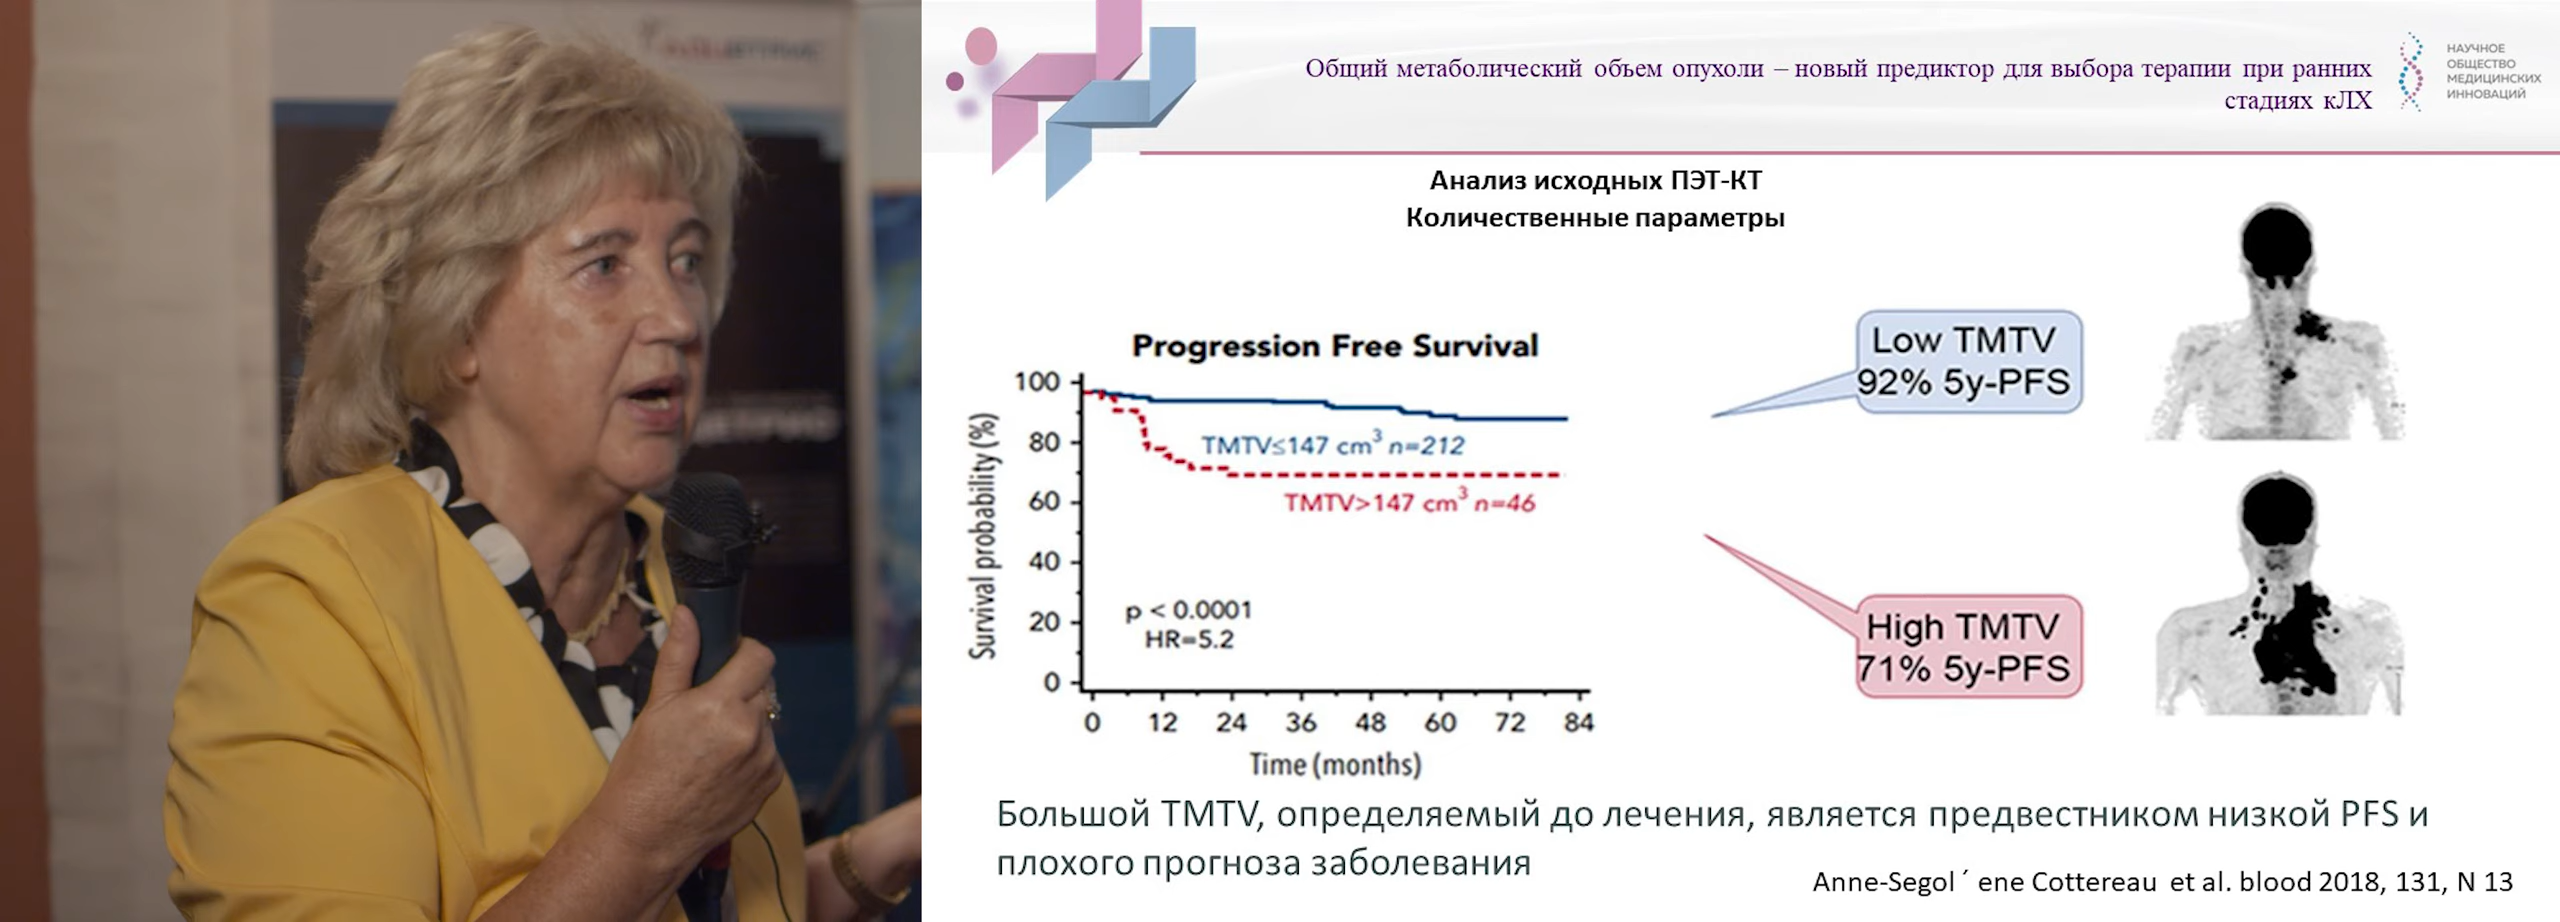 Общий метаболический объем опухоли – новый предиктор для выбора терапии при ранних
стадиях кЛХ
НАУЧНОЕ
ОБЩЕСТВО
МЕДИЦИНСКИХ
ИННОВАЦИЙ
Анализ исходных ПЭТ-КТ
Количественные параметры
Progression Free Survival
Survival probability (%)
100
80
60
40
20
0
TMTV≤147 cm³ n=212
TMTV>147 cm³ n=46
p < 0.0001
HR=5.2
0 12 24 36 48 60 72 84
Time (months)
Low TMTV
92% 5y-PFS
High TMTV
71% 5y-PFS
Большой TMTV, определяемый до лечения, является предвестником низкой PFS и
плохого прогноза заболевания
Anne-Segol ´ ene Cottereau et al. blood 2018, 131, N 13